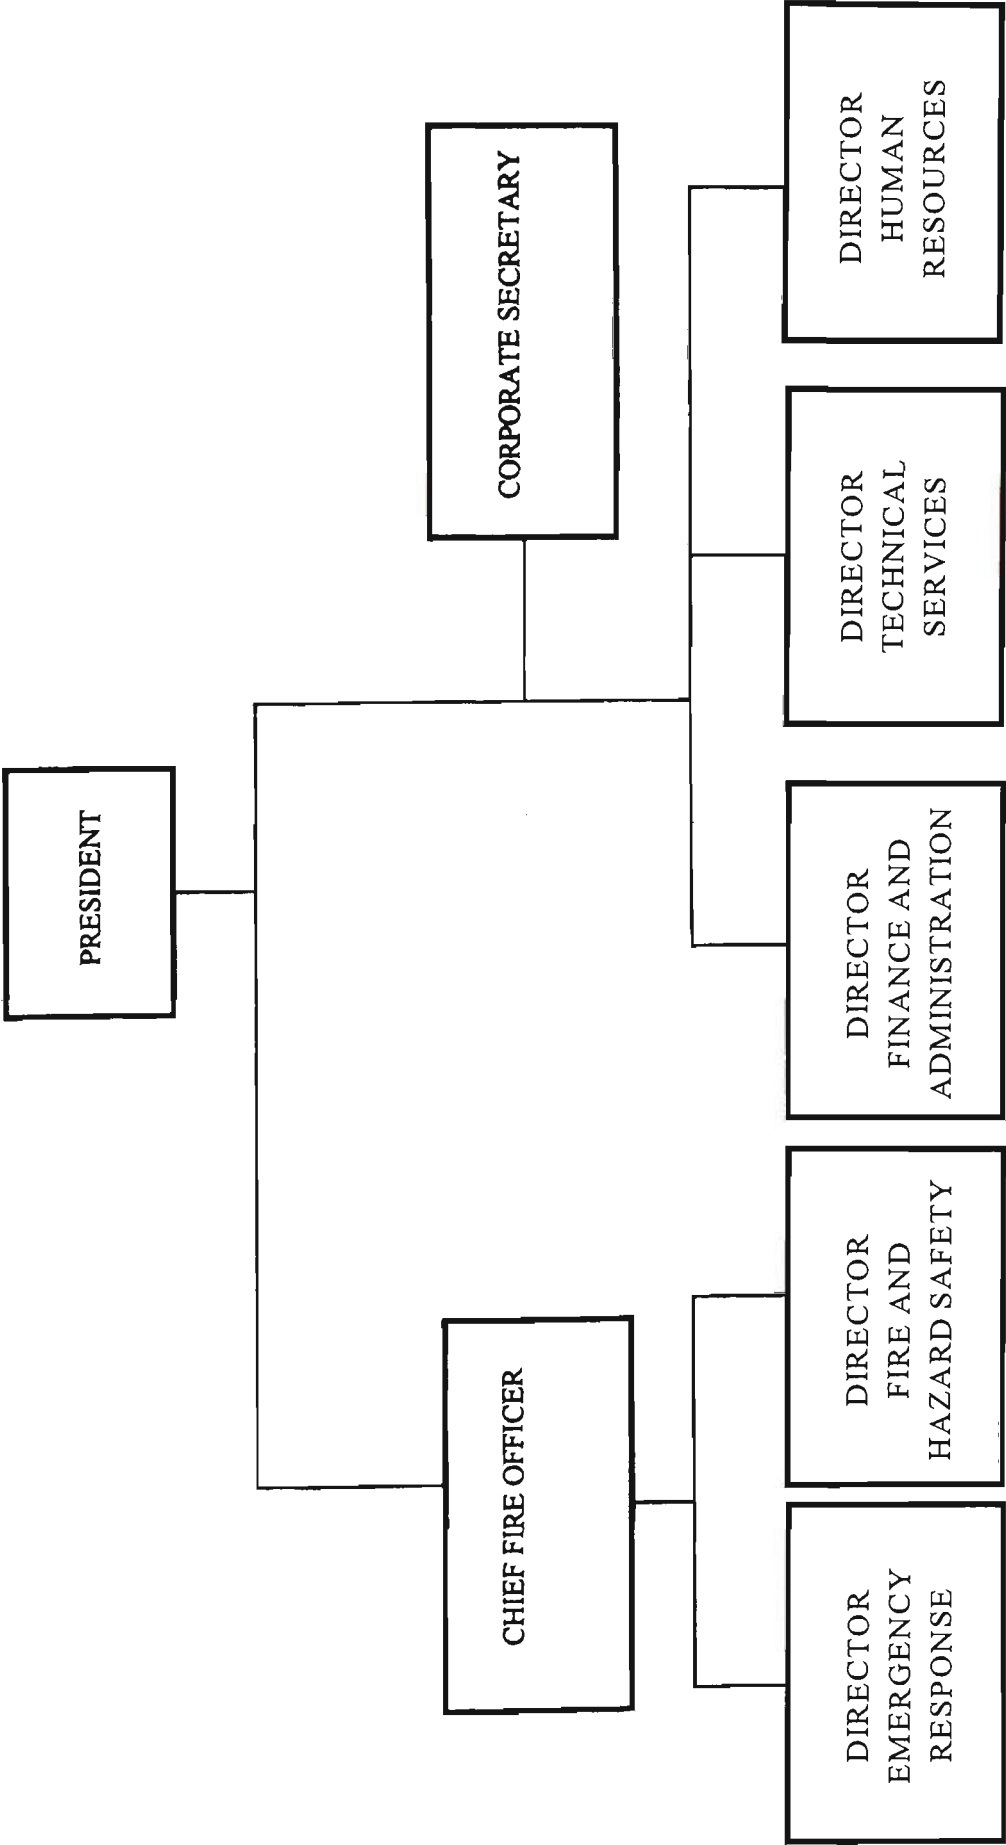 PRESIDENT
CHIEF FIRE OFFICER
CORPORATE SECRETARY
DIRECTOR
EMERGENCY
RESPONSE
DIRECTOR
FIRE AND
HAZARD SAFETY
DIRECTOR
FINANCE AND
ADMINISTRATION
DIRECTOR
TECHNICAL
SERVICES
DIRECTOR
HUMAN
RESOURCES